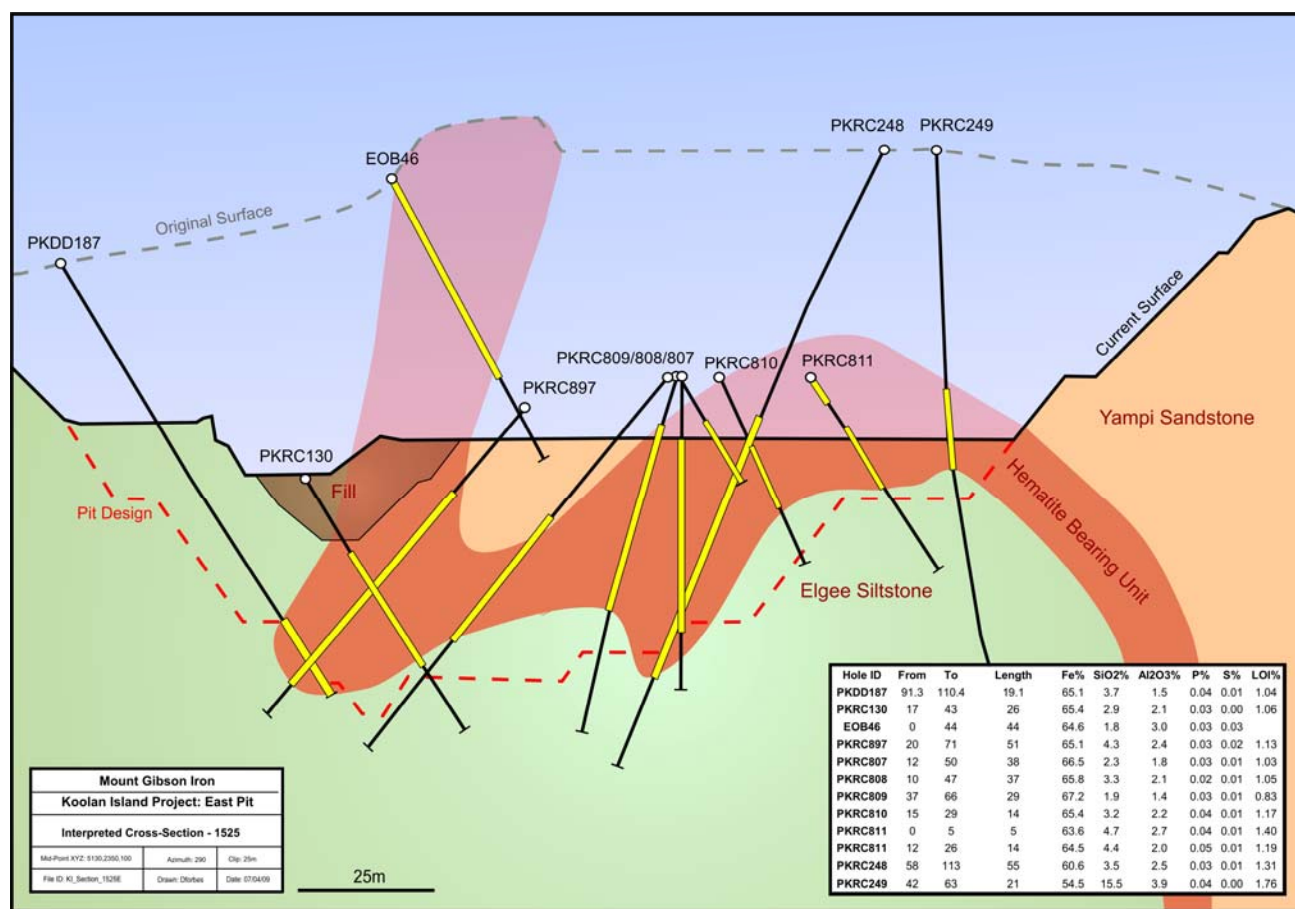 PKRC248 PKRC249
EOB46
Original Surface
PKDD187
Current Surface
PKRC809/808/807
PKRC810
PKRC811
PKRC897
Yampi Sandstone
PKRC130
Fill
Pit Design
Hematite Bearing Unit
Elgee Siltstone
Hole ID From To Length Fe% SiO2% Al2O3% P% S% LOI%
PKDD187 91.3 110.4 19.1 65.1 3.7 1.5 0.04 0.01 1.04
PKRC130 17 43 26 65.4 2.9 2.1 0.03 0.00 1.06
EOB46 0 44 44 64.6 1.8 3.0 0.03 0.03
PKRC897 20 71 51 65.1 4.3 2.4 0.03 0.02 1.13
PKRC807 12 50 38 66.5 2.3 1.8 0.03 0.01 1.03
PKRC808 10 47 37 65.8 3.3 2.1 0.02 0.01 1.05
PKRC809 37 66 29 67.2 1.9 1.4 0.03 0.01 0.83
PKRC810 15 29 14 65.4 3.2 2.2 0.04 0.01 1.17
PKRC811 0 5 5 63.6 4.7 2.7 0.04 0.01 1.40
PKRC811 12 26 14 64.5 4.4 2.0 0.05 0.01 1.19
PKRC248 58 113 55 60.6 3.5 2.5 0.03 0.01 1.31
PKRC249 42 63 21 54.5 15.5 3.9 0.04 0.00 1.76
Mount Gibson Iron
Koolan Island Project: East Pit
Interpreted Cross-Section - 1525
Mid-Point XYZ: 5130,2350,100 Azimuth: 290 Clip: 25m
File ID: KI_Section_1525E Drawn: Dforbes Date: 07/04/09
25m